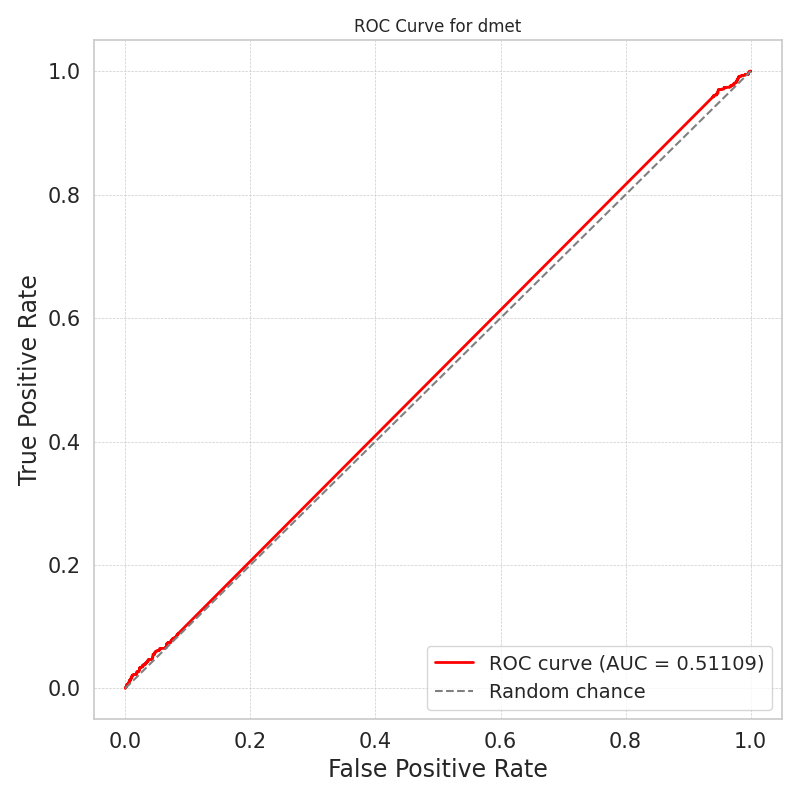 ROC Curve for dmet
1.0
0.8
0.6
0.4
0.2
0.0
True Positive Rate
ROC curve (AUC = 0.51109)
Random chance
0.0 0.2 0.4 0.6 0.8 1.0
False Positive Rate